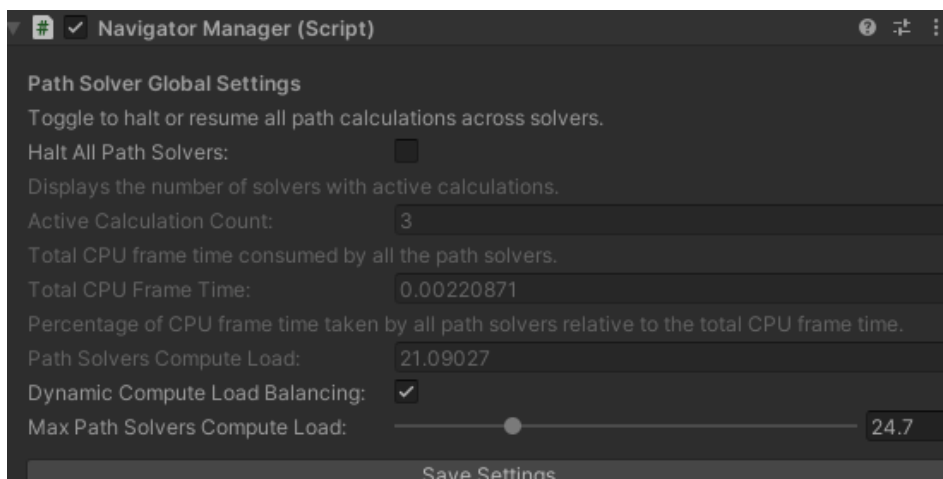 # Navigator Manager (Script)
Path Solver Global Settings
Toggle to halt or resume all path calculations across solvers.
Halt All Path Solvers:
Displays the number of solvers with active calculations.
Active Calculation Count: 3
Total CPU frame time consumed by all the path solvers.
Total CPU Frame Time: 0.00220871
Percentage of CPU frame time taken by all path solvers relative to the total CPU frame time.
Path Solvers Compute Load: 21.09027
Dynamic Compute Load Balancing:
Max Path Solvers Compute Load: 24.7
Save Settings